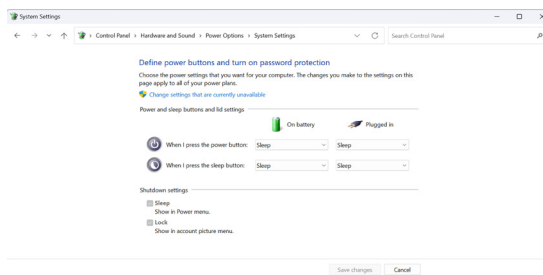 System Settings
Control Panel › Hardware and Sound › Power Options › System Settings
Search Control Panel
Define power buttons and turn on password protection
Choose the power settings that you want for your computer. The changes you make to the settings on this
page apply to all of your power plans.
Change settings that are currently unavailable
Power and sleep buttons and lid settings
On battery Plugged in
When I press the power button: Sleep Sleep
When I press the sleep button: Sleep Sleep
Shutdown settings
Sleep
Show in Power menu.
Lock
Show in account picture menu.
Save changes Cancel